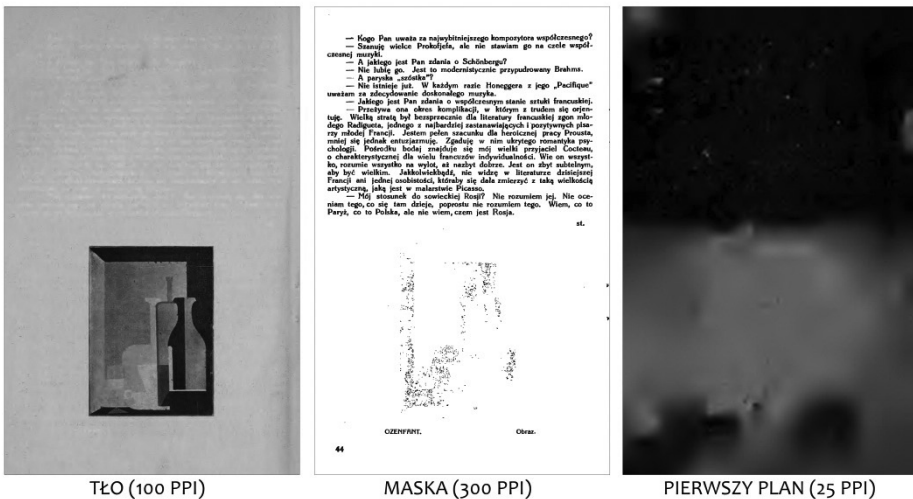 — Kogo Pan uważa za najwybitniejszego kompozytora współczesnego?
— Szanuję wielce Prokofjefa, ale nie stawiam go na czele współ-
czesnej muzyki.
— A jakiego jest Pan zdania o Schönbergu?
— Nie lubię go. Jest to modernistycznie przypudrowany Brahms.
— A paryska „szóstka"?
— Nie istnieje już. W każdym razie Honeggera z jego „Pacifique"
uważam za zdecydowanie doskonałego muzyka.
— Jakiego jest Pan zdania o współczesnym stanie sztuki francuskiej.
— Przeżywa ona okres komplikacji, w którym z trudem się orjen-
tuję. Wielką stratą był bezsprzecznie dla literatury francuskiej zgon mło-
dego Radigueta, jednego z najbardziej zastanawiających i pozytywnych pisa-
rzy młodej Francji. Jestem pełen szacunku dla heroicznej pracy Prousta,
mniej się jednak entuzjazmuję. Zgaduję w nim ukrytego romantyka psy-
chologji. Pośrodku bodaj znajduje się mój wielki przyjaciel Cocteau,
o charakterystycznej dla wielu francuzów indywidualności. Wie on wszyst-
ko, rozumie wszystko na wylot, aż nazbyt dobrze. Jest on zbyt subtelnym,
aby być wielkim. Jakkolwiekbądź, nie widzę w literaturze dzisiejszej
Francji ani jednej osobistości, któraby się dała zmierzyć z taką wielkością
artystyczną, jaką jest w malarstwie Picasso.
— Mój stosunek do sowieckiej Rosji? Nie rozumiem jej. Nie oce-
niam tego, co się tam dzieje, poprostu nie rozumiem tego. Wiem, co to
Paryż, co to Polska, ale nie wiem, czem jest Rosja.
st.
OZENFANT. Obraz.
44
TŁO (100 PPI)
MASKA (300 PPI)
PIERWSZY PLAN (25 PPI)